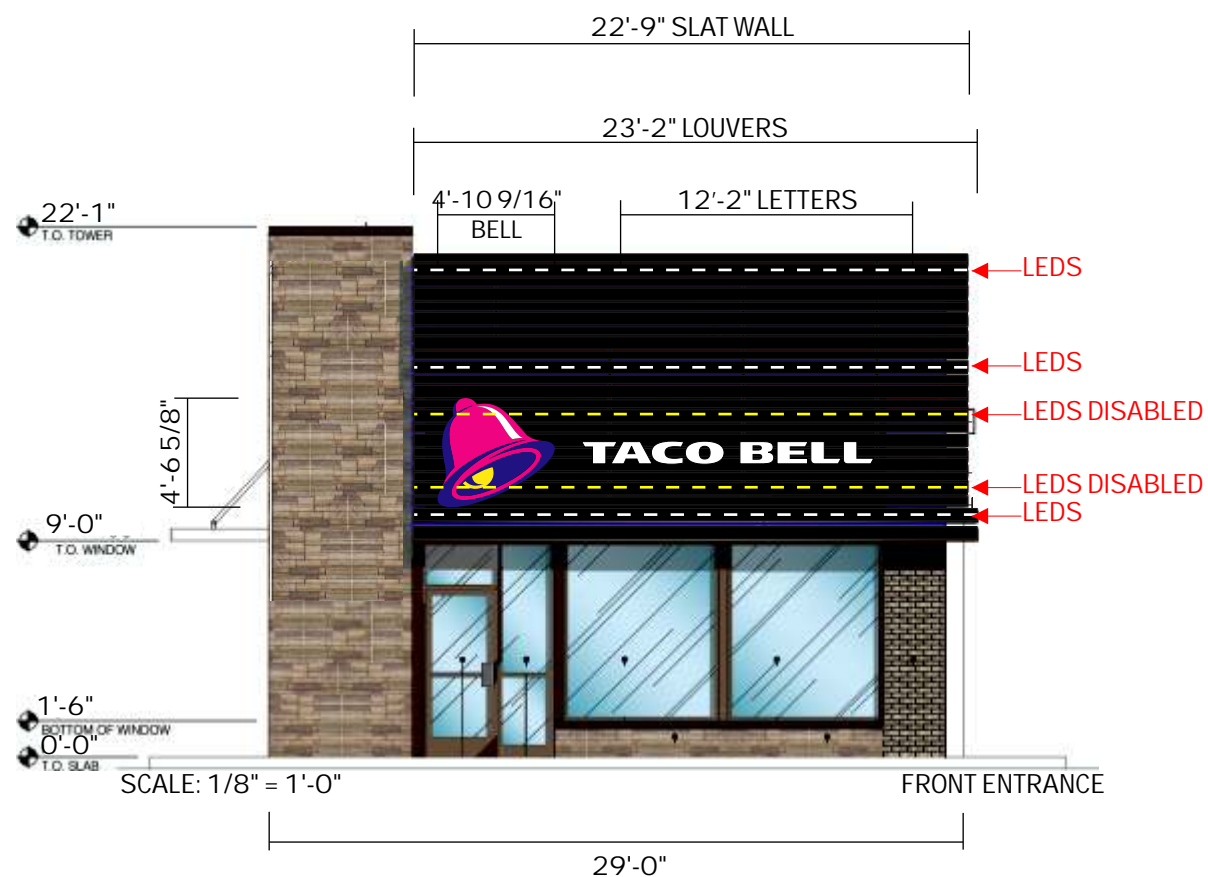 22'-9" SLAT WALL
23'-2" LOUVERS
4'-10 9/16"
BELL
12'-2" LETTERS
22'-1"
T.O. TOWER
LEDS
LEDS
LEDS DISABLED
4'-6 5/8"
TACO BELL
LEDS DISABLED
LEDS
9'-0"
T.O. WINDOW
1'-6"
BOTTOM OF WINDOW
0'-0"
T.O. SLAB
SCALE: 1/8" = 1'-0"
FRONT ENTRANCE
29'-0"